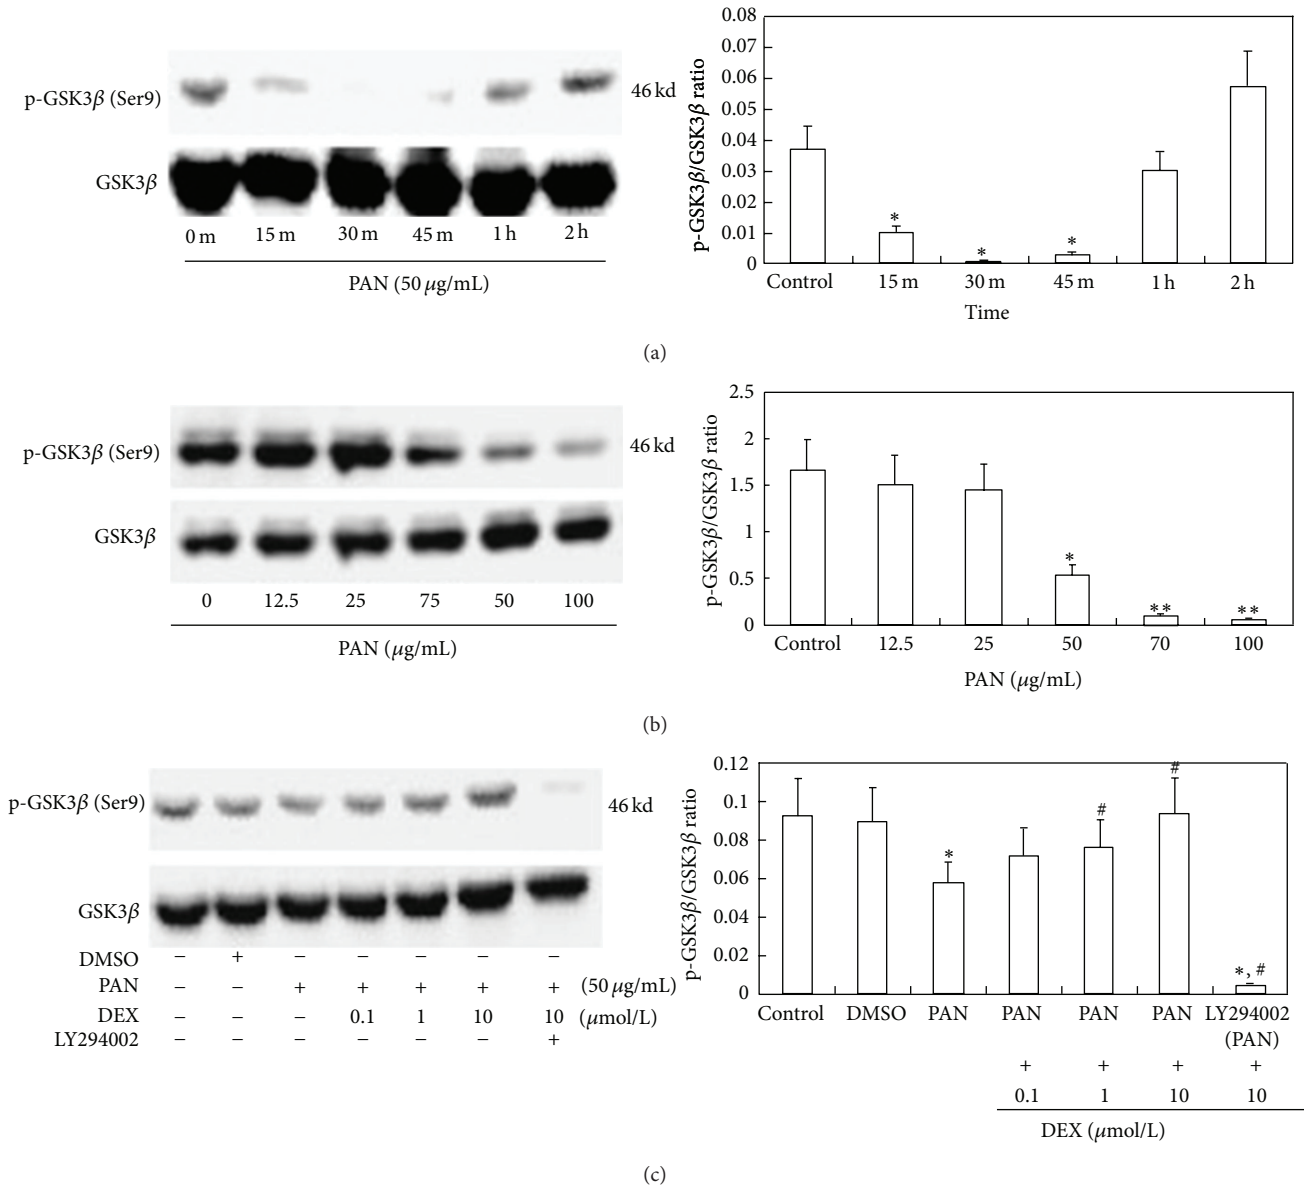 p-GSK3β (Ser9)
46 kd
GSK3β
0 m 15 m 30 m 45 m 1 h 2 h
PAN (50 μg/mL)
p-GSK3β/GSK3β ratio
0.08
0.07
0.06
0.05
0.04
0.03
0.02
0.01
0
* * *
Control 15 m 30 m 45 m 1 h 2 h
Time
(a)
p-GSK3β (Ser9)
46 kd
GSK3β
0 12.5 25 75 50 100
PAN (μg/mL)
p-GSK3β/GSK3β ratio
2.5
2
1.5
1
0.5
0
* ** **
Control 12.5 25 50 70 100
PAN (μg/mL)
(b)
p-GSK3β (Ser9)
46 kd
GSK3β
DMSO − + − − − − −
PAN − − + + + + + (50 μg/mL)
DEX − − − 0.1 1 10 10 (μmol/L)
LY294002 − − − − − − +
p-GSK3β/GSK3β ratio
0.12
0.1
0.08
0.06
0.04
0.02
0
* # # *, #
Control DMSO PAN PAN PAN PAN LY294002
(PAN)
+ + + +
0.1 1 10 10
DEX (μmol/L)
(c)